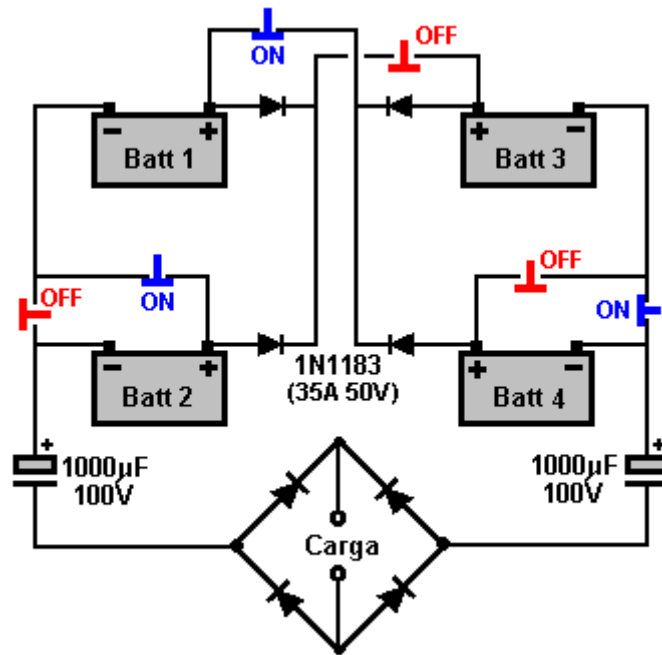 ON
OFF
- +
Batt 1
+ -
Batt 3
OFF
ON
OFF
ON
- +
Batt 2
1N1183
(35A 50V)
+ -
Batt 4
+
1000µF
100V
+
1000µF
100V
Carga